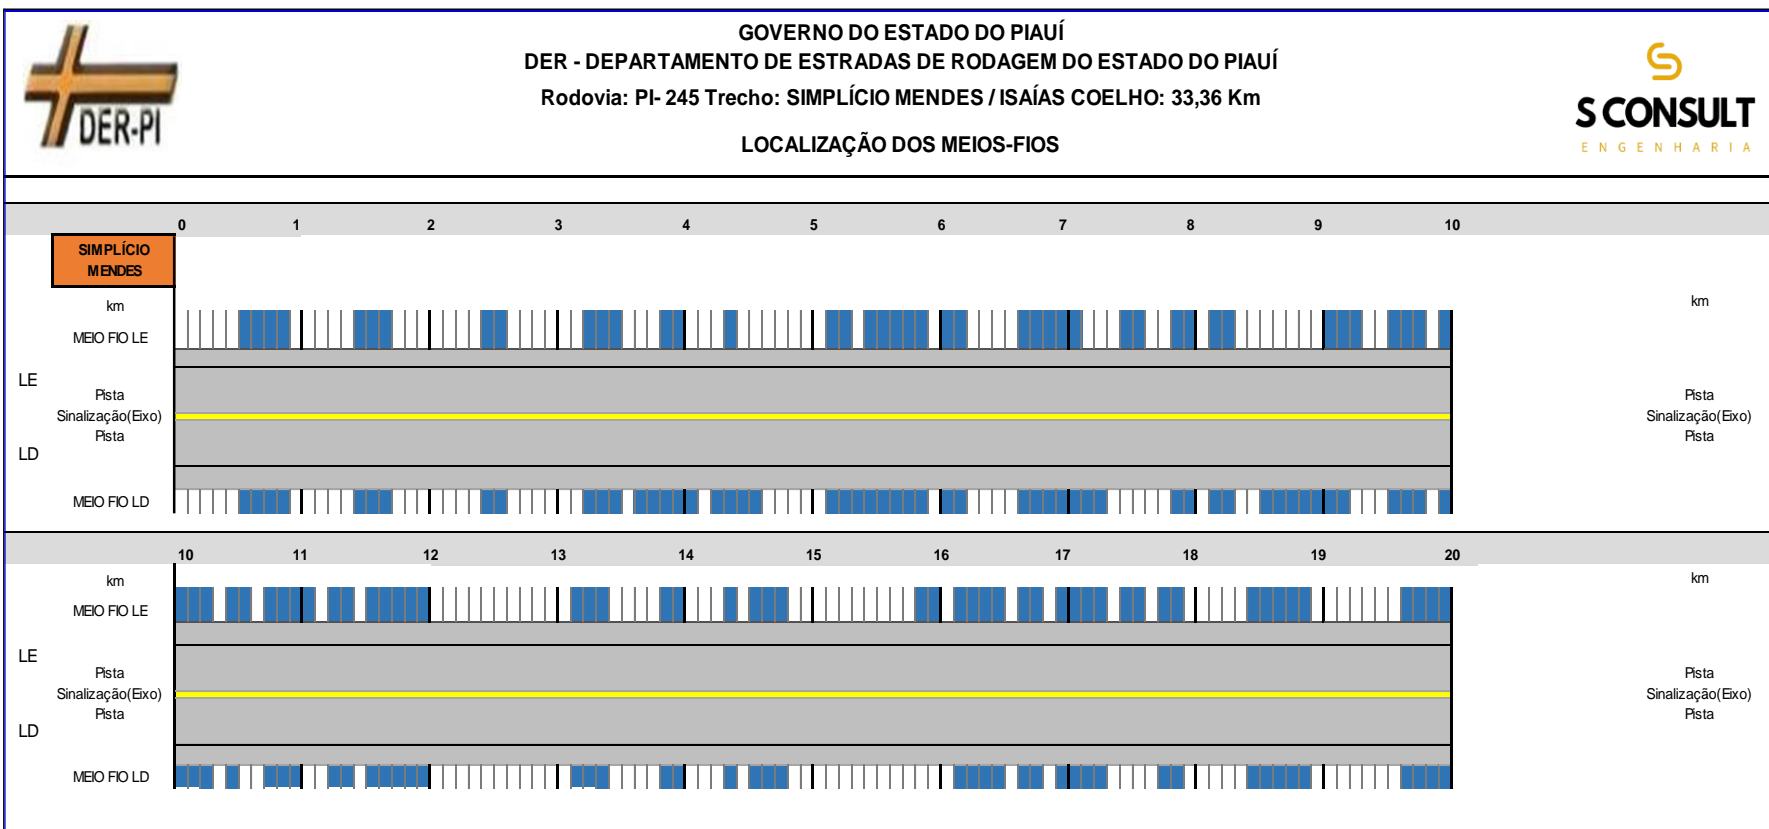 GOVERNO DO ESTADO DO PIAUÍ
DER - DEPARTAMENTO DE ESTRADAS DE RODAGEM DO ESTADO DO PIAUÍ
Rodovia: PI- 245 Trecho: SIMPLÍCIO MENDES / ISAÍAS COELHO: 33,36 Km
LOCALIZAÇÃO DOS MEIOS-FIOS
DER-PI
S CONSULT
ENGENHARIA
0 1 2 3 4 5 6 7 8 9 10
SIMPLÍCIO
MENDES
km km
MEIO FIO LE
LE
Pista Pista
Sinalização(Eixo) Sinalização(Eixo)
Pista Pista
LD
MEIO FIO LD
10 11 12 13 14 15 16 17 18 19 20
km km
MEIO FIO LE
LE
Pista Pista
Sinalização(Eixo) Sinalização(Eixo)
Pista Pista
LD
MEIO FIO LD